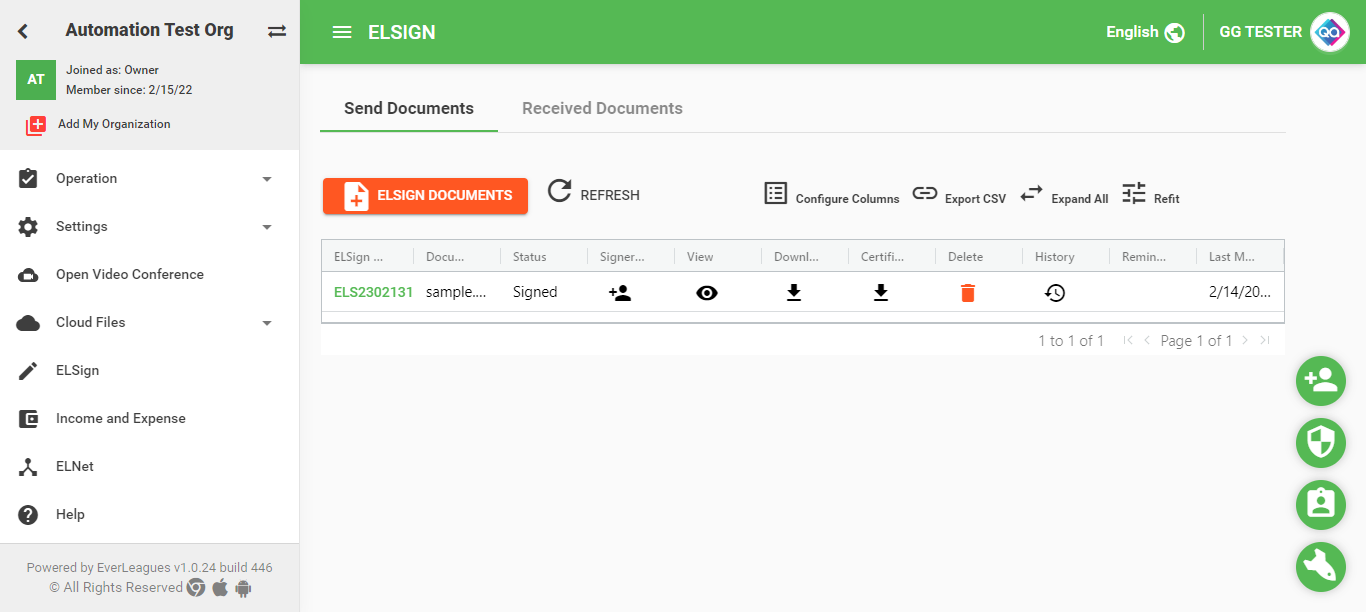 Automation Test Org
AT
Joined as: Owner
Member since: 2/15/22
Add My Organization
Operation
Settings
Open Video Conference
Cloud Files
ELSign
Income and Expense
ELNet
Help
Powered by EverLeagues v1.0.24 build 446
© All Rights Reserved
ELSIGN
English
GG TESTER
Send Documents Received Documents
ELSIGN DOCUMENTS REFRESH Configure Columns Export CSV Expand All Refit
ELSign ... Docu... Status Signer... View Downl... Certifi... Delete History Remin... Last M...
ELS2302131 sample.... Signed 2/14/20...
1 to 1 of 1 Page 1 of 1